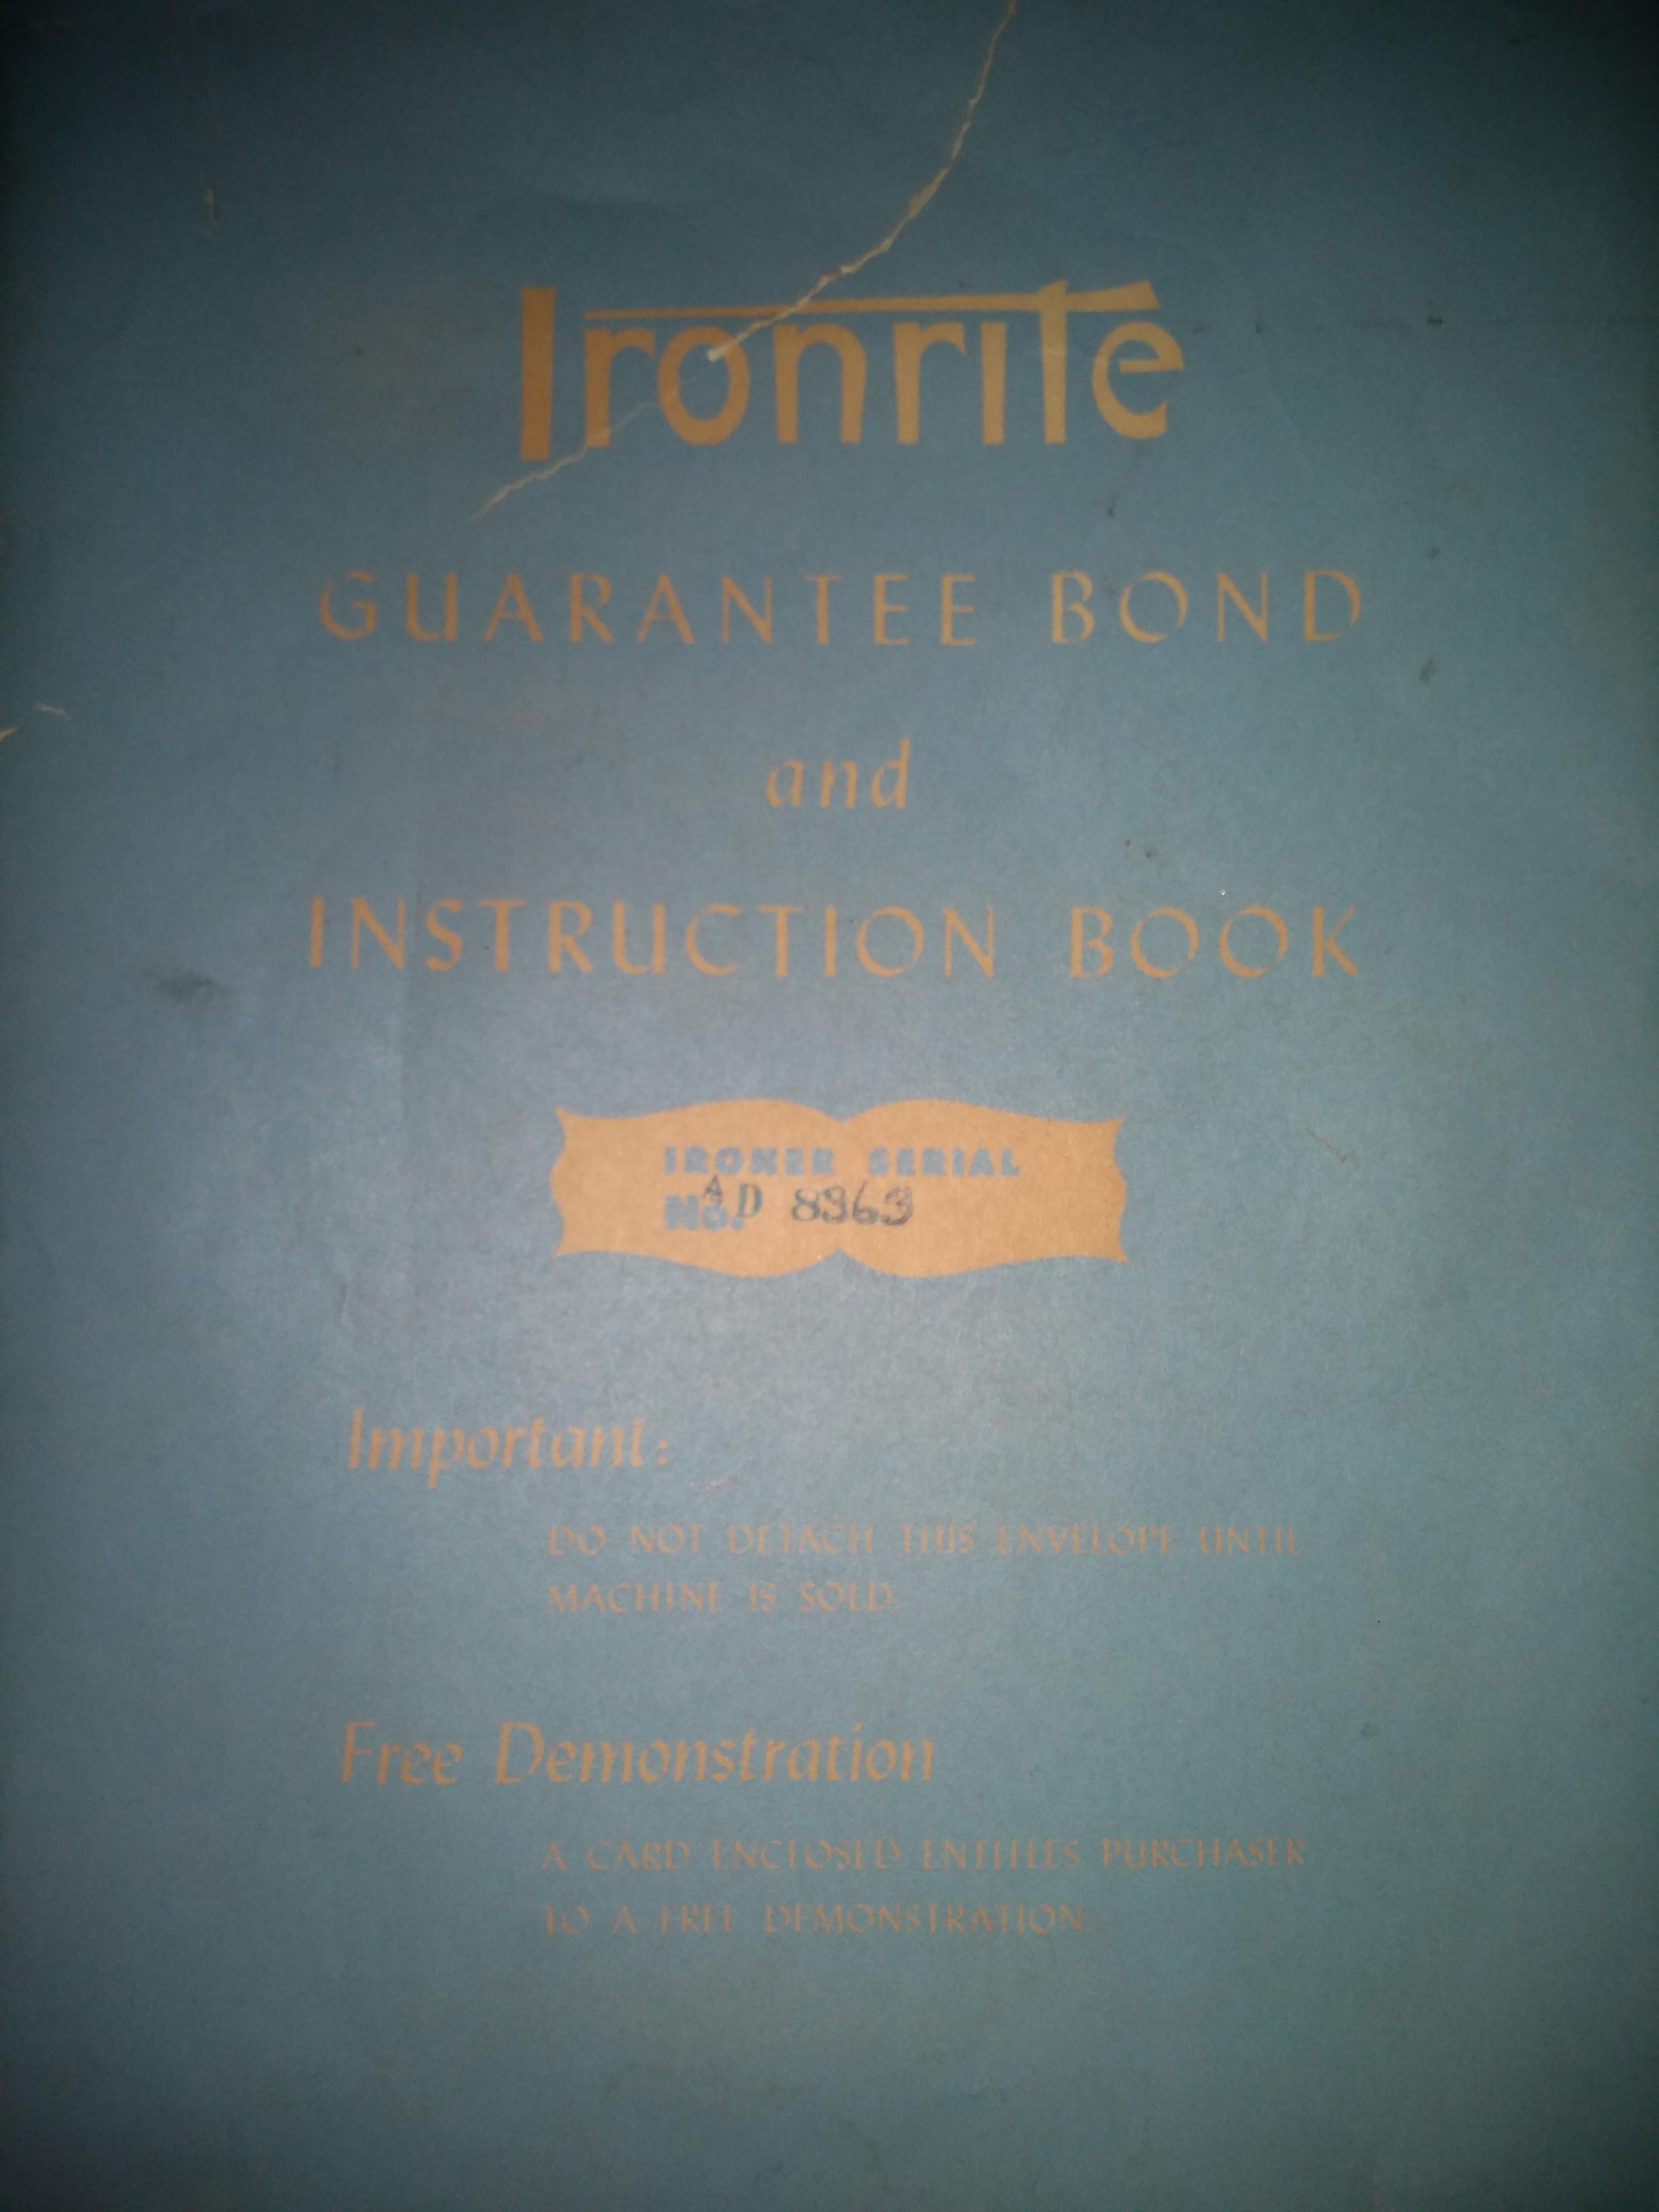 Ironrite
GUARANTEE BOND
and
INSTRUCTION BOOK
IRONER SERIAL
No. AD 8363
Important:
DO NOT DETACH THIS ENVELOPE UNTIL
MACHINE IS SOLD.
Free Demonstration
A CARD ENCLOSED ENTITLES PURCHASER
TO A FREE DEMONSTRATION.